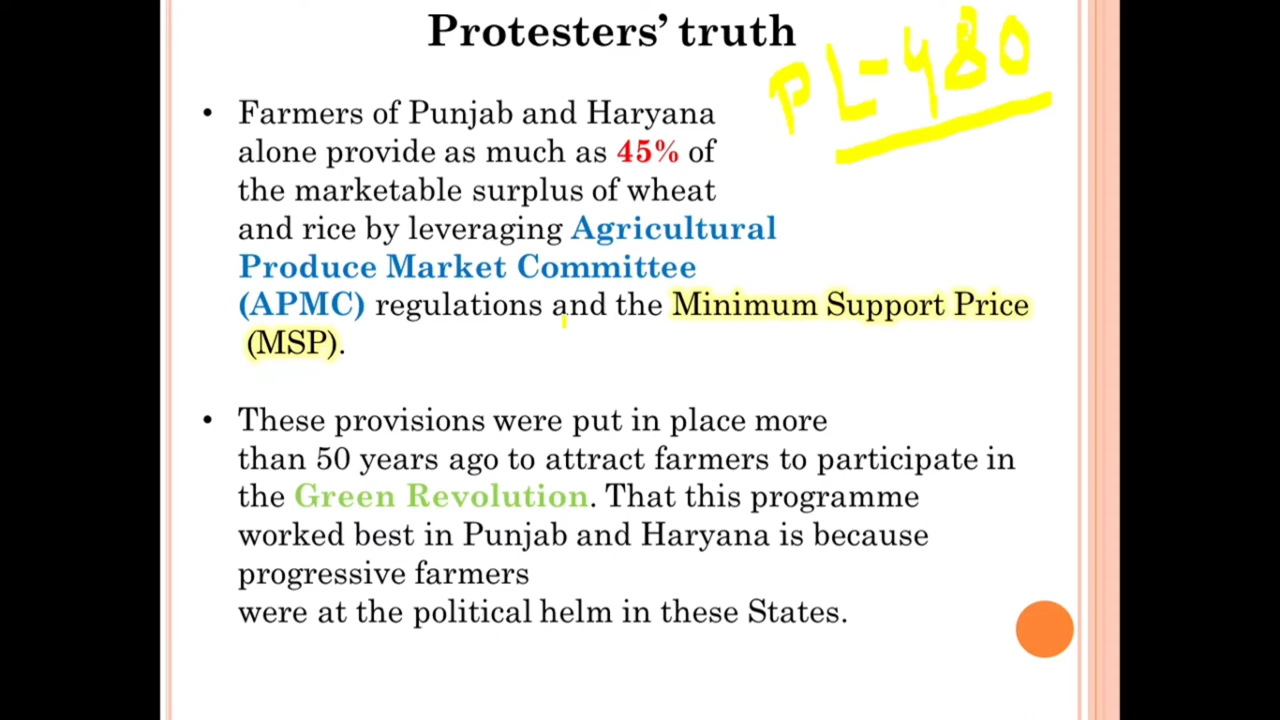 Protesters' truth
PL-480
• Farmers of Punjab and Haryana
alone provide as much as 45% of
the marketable surplus of wheat
and rice by leveraging Agricultural
Produce Market Committee
(APMC) regulations and the Minimum Support Price
(MSP).
• These provisions were put in place more
than 50 years ago to attract farmers to participate in
the Green Revolution. That this programme
worked best in Punjab and Haryana is because
progressive farmers
were at the political helm in these States.